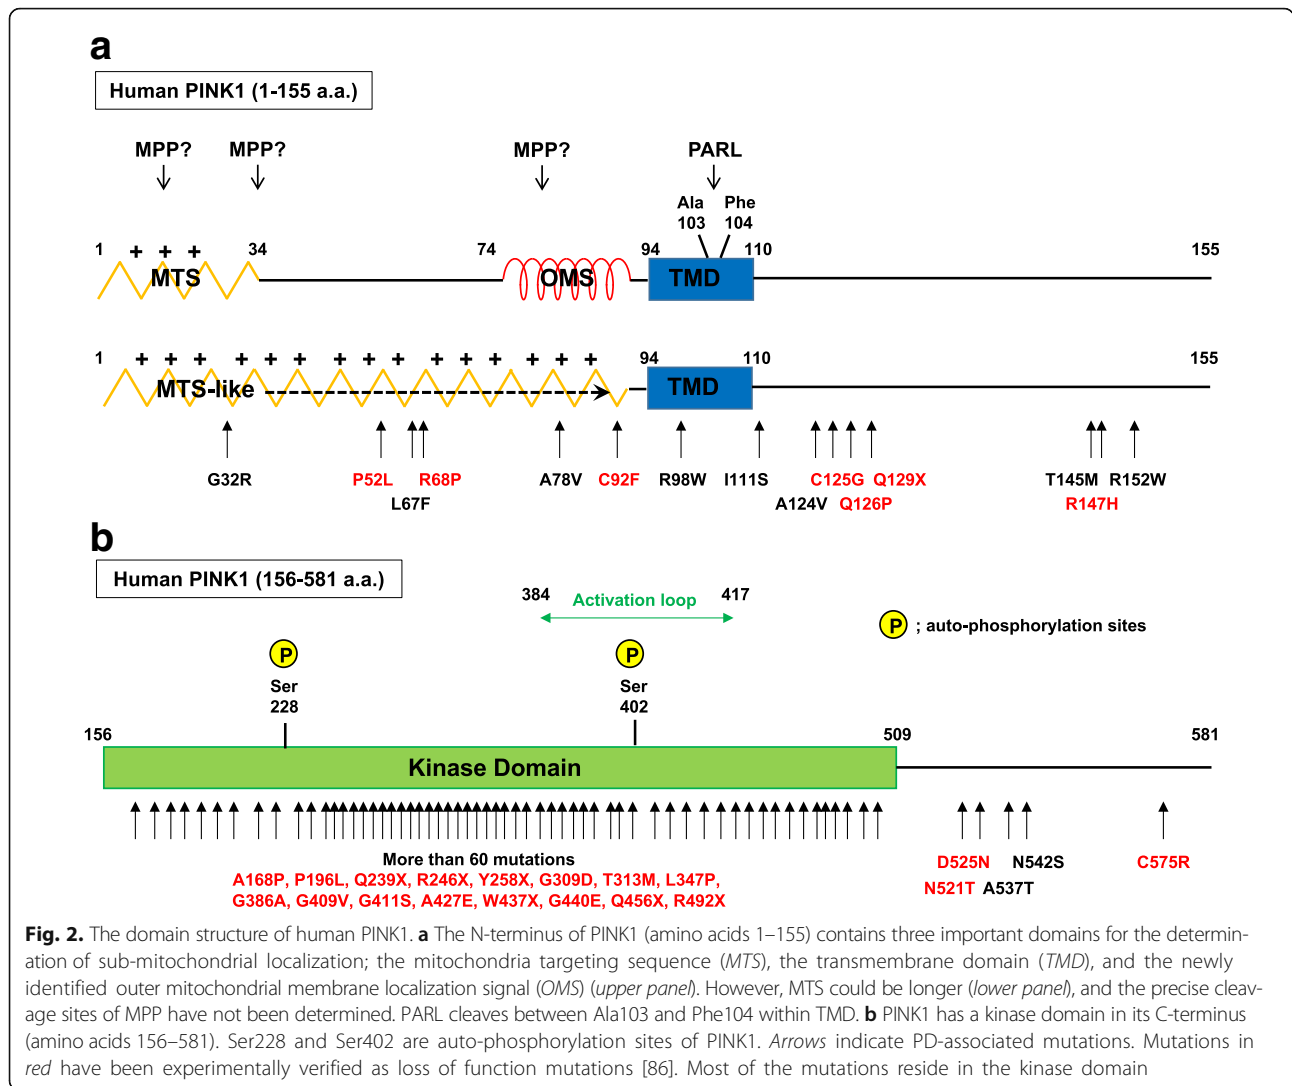 a
Human PINK1 (1-155 a.a.)
MPP? MPP? MPP? PARL
Ala Phe
103 104
1 + + + 34 74 94 110 155
MTS OMS TMD
1 + + + + + + + + + + + + + + 94 110 155
MTS-like TMD
G32R P52L R68P A78V C92F R98W I111S C125G Q129X T145M R152W
L67F A124V Q126P R147H
b
Human PINK1 (156-581 a.a.)
384 Activation loop 417
P P P ; auto-phosphorylation sites
Ser Ser
228 402
156 509 581
Kinase Domain
More than 60 mutations
A168P, P196L, Q239X, R246X, Y258X, G309D, T313M, L347P,
G386A, G409V, G411S, A427E, W437X, G440E, Q456X, R492X
D525N N542S C575R
N521T A537T
Fig. 2. The domain structure of human PINK1. a The N-terminus of PINK1 (amino acids 1–155) contains three important domains for the determin-
ation of sub-mitochondrial localization; the mitochondria targeting sequence (MTS), the transmembrane domain (TMD), and the newly
identified outer mitochondrial membrane localization signal (OMS) (upper panel). However, MTS could be longer (lower panel), and the precise cleav-
age sites of MPP have not been determined. PARL cleaves between Ala103 and Phe104 within TMD. b PINK1 has a kinase domain in its C-terminus
(amino acids 156–581). Ser228 and Ser402 are auto-phosphorylation sites of PINK1. Arrows indicate PD-associated mutations. Mutations in
red have been experimentally verified as loss of function mutations [86]. Most of the mutations reside in the kinase domain